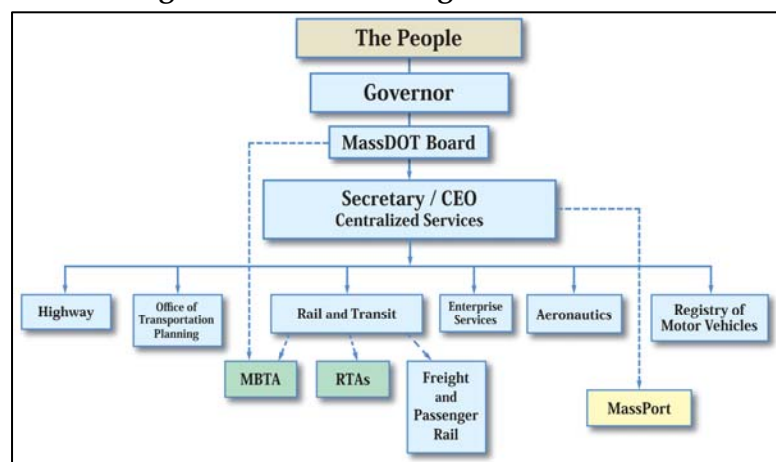 The People
Governor
MassDOT Board
Secretary / CEO
Centralized Services
Highway
Office of
Transportation
Planning
Rail and Transit
Enterprise
Services
Aeronautics
Registry of
Motor Vehicles
MBTA
RTAs
Freight
and
Passenger
Rail
MassPort